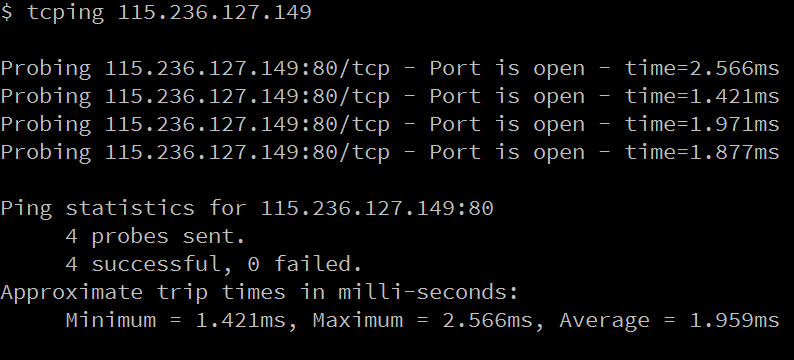 $ tcping 115.236.127.149
Probing 115.236.127.149:80/tcp - Port is open - time=2.566ms
Probing 115.236.127.149:80/tcp - Port is open - time=1.421ms
Probing 115.236.127.149:80/tcp - Port is open - time=1.971ms
Probing 115.236.127.149:80/tcp - Port is open - time=1.877ms
Ping statistics for 115.236.127.149:80
4 probes sent.
4 successful, 0 failed.
Approximate trip times in milli-seconds:
Minimum = 1.421ms, Maximum = 2.566ms, Average = 1.959ms